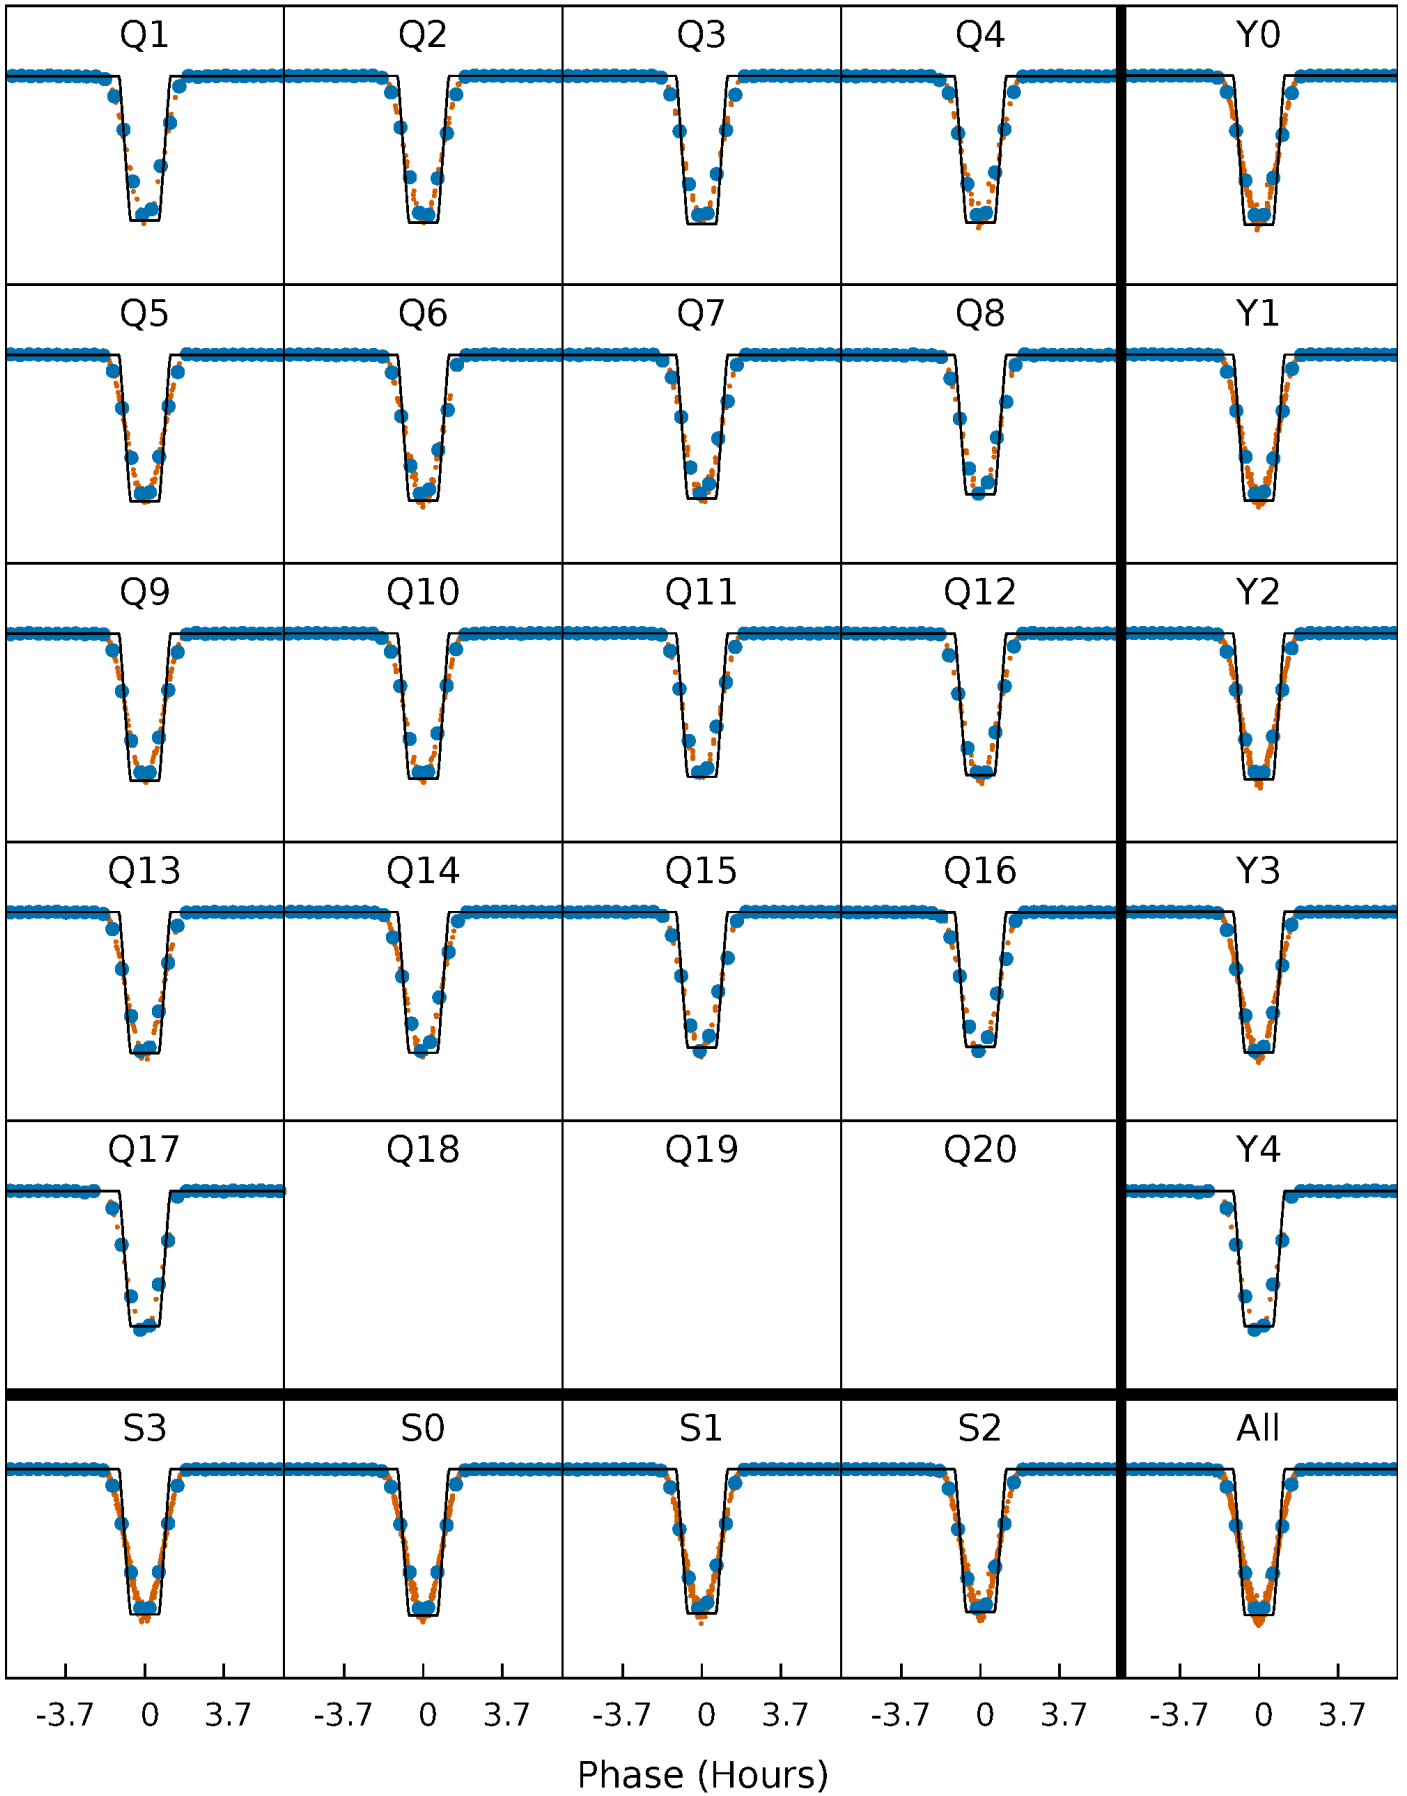 Q1 Q2 Q3 Q4 Y0
Q5 Q6 Q7 Q8 Y1
Q9 Q10 Q11 Q12 Y2
Q13 Q14 Q15 Q16 Y3
Q17 Q18 Q19 Q20 Y4
S3 S0 S1 S2 All
-3.7 0 3.7 -3.7 0 3.7 -3.7 0 3.7 -3.7 0 3.7 -3.7 0 3.7
Phase (Hours)